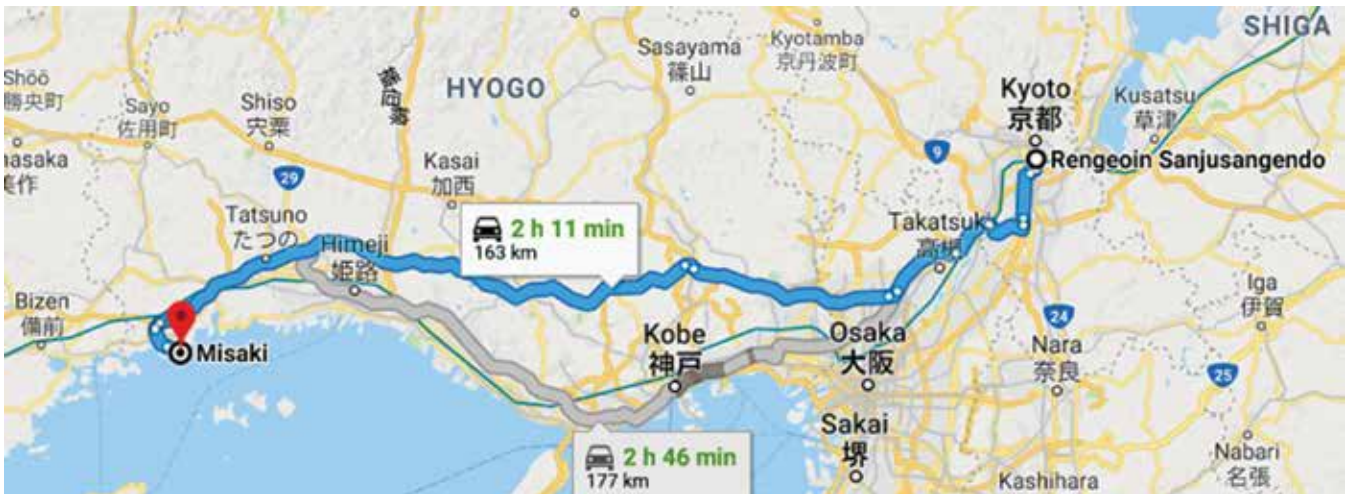 SHIGA
Sasayama
篠山
Kyotamba
京丹波町
Shōō
勝央町
HYOGO
Sayo
佐用町
Shiso
宍粟
Kyoto
京都
Kusatsu
草津
9
Rengeoin Sanjusangendo
nasaka
美作
29
Kasai
加西
Tatsuno
たつの
2 h 11 min
163 km
Takatsuk
高槻
Himeji
姫路
Iga
伊賀
Bizen
備前
Misaki
Kobe
神戸
Osaka
大阪
24
Nara
奈良
25
Sakai
堺
2 h 46 min
177 km
Kashihara
Nabari
名張